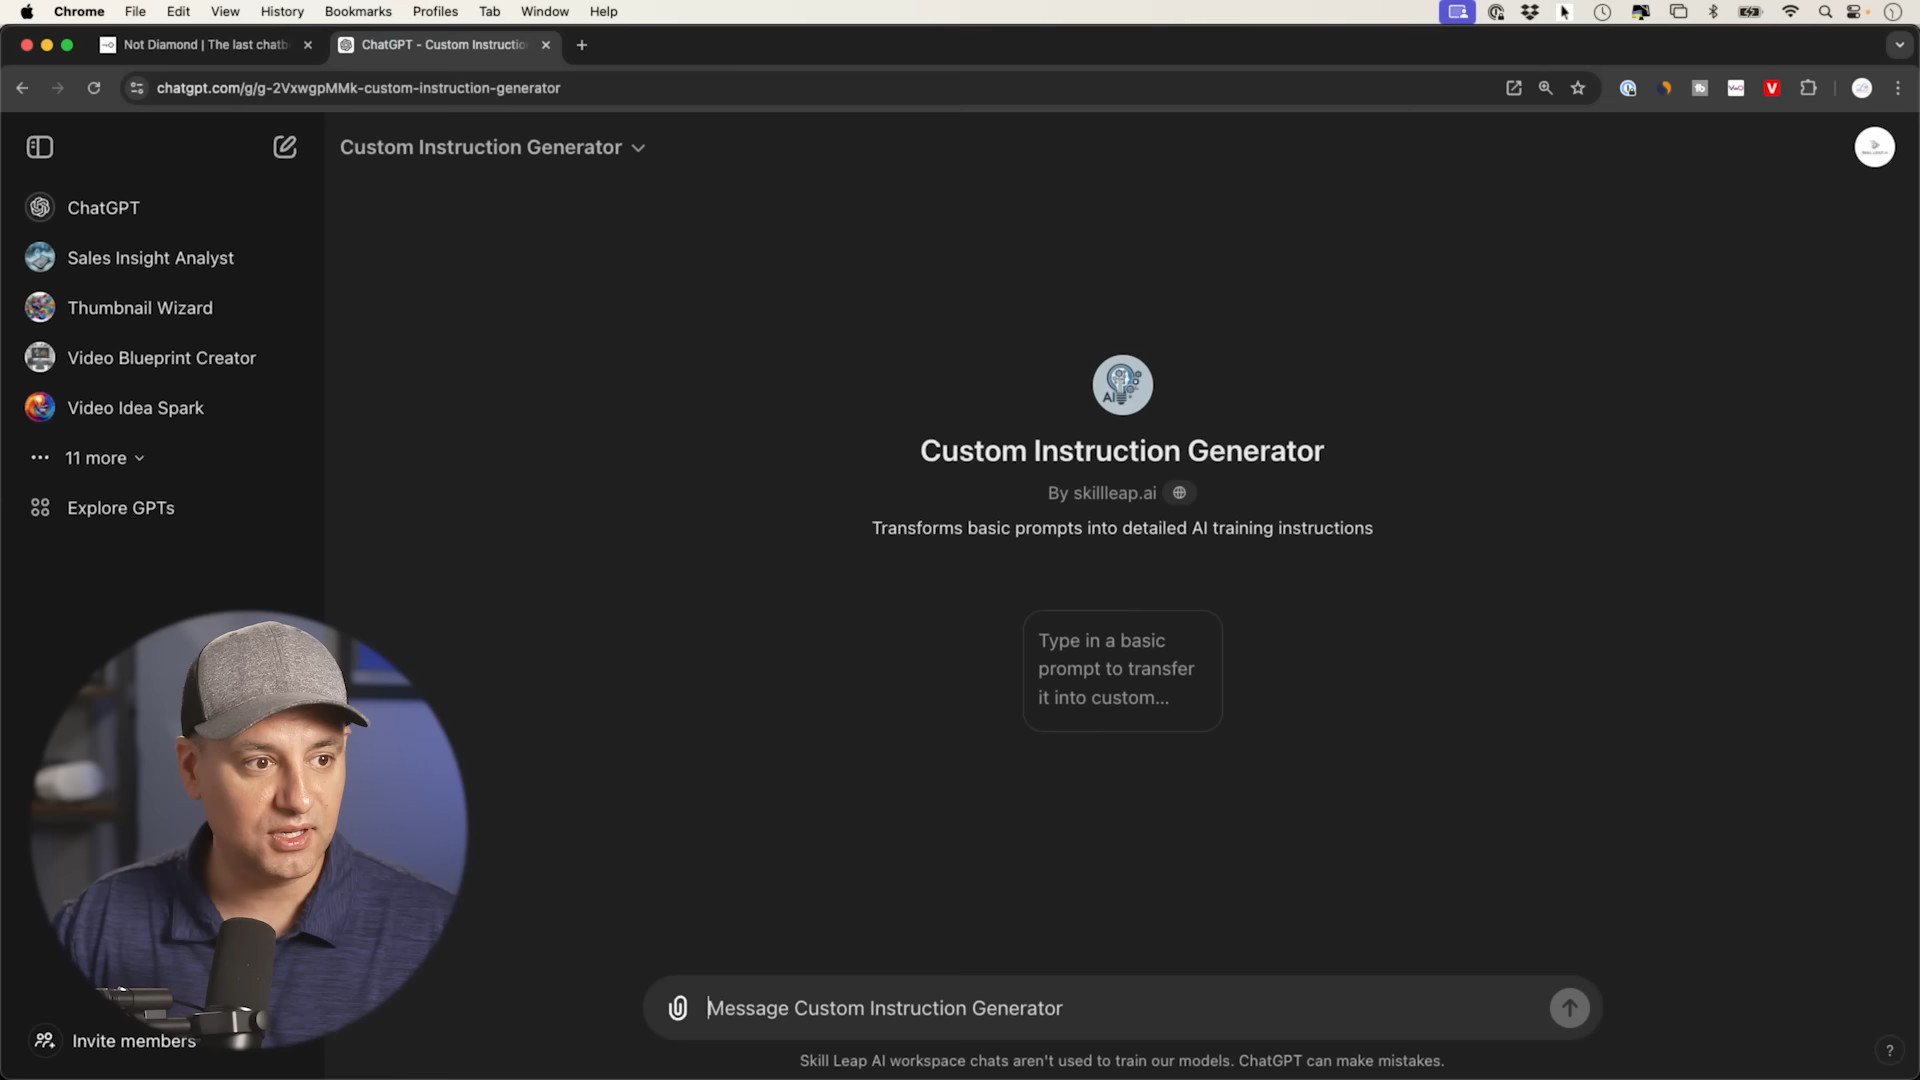 Chrome File Edit View History Bookmarks Profiles Tab Window Help
Not Diamond | The last chatb
ChatGPT - Custom Instructio
chatgpt.com/g/g-2VxwgpMMk-custom-instruction-generator
Custom Instruction Generator
ChatGPT
Sales Insight Analyst
Thumbnail Wizard
Video Blueprint Creator
Video Idea Spark
11 more
Explore GPTs
AI
Custom Instruction Generator
By skillleap.ai
Transforms basic prompts into detailed AI training instructions
Type in a basic
prompt to transfer
it into custom...
Message Custom Instruction Generator
Invite members
Skill Leap AI workspace chats aren't used to train our models. ChatGPT can make mistakes.
?